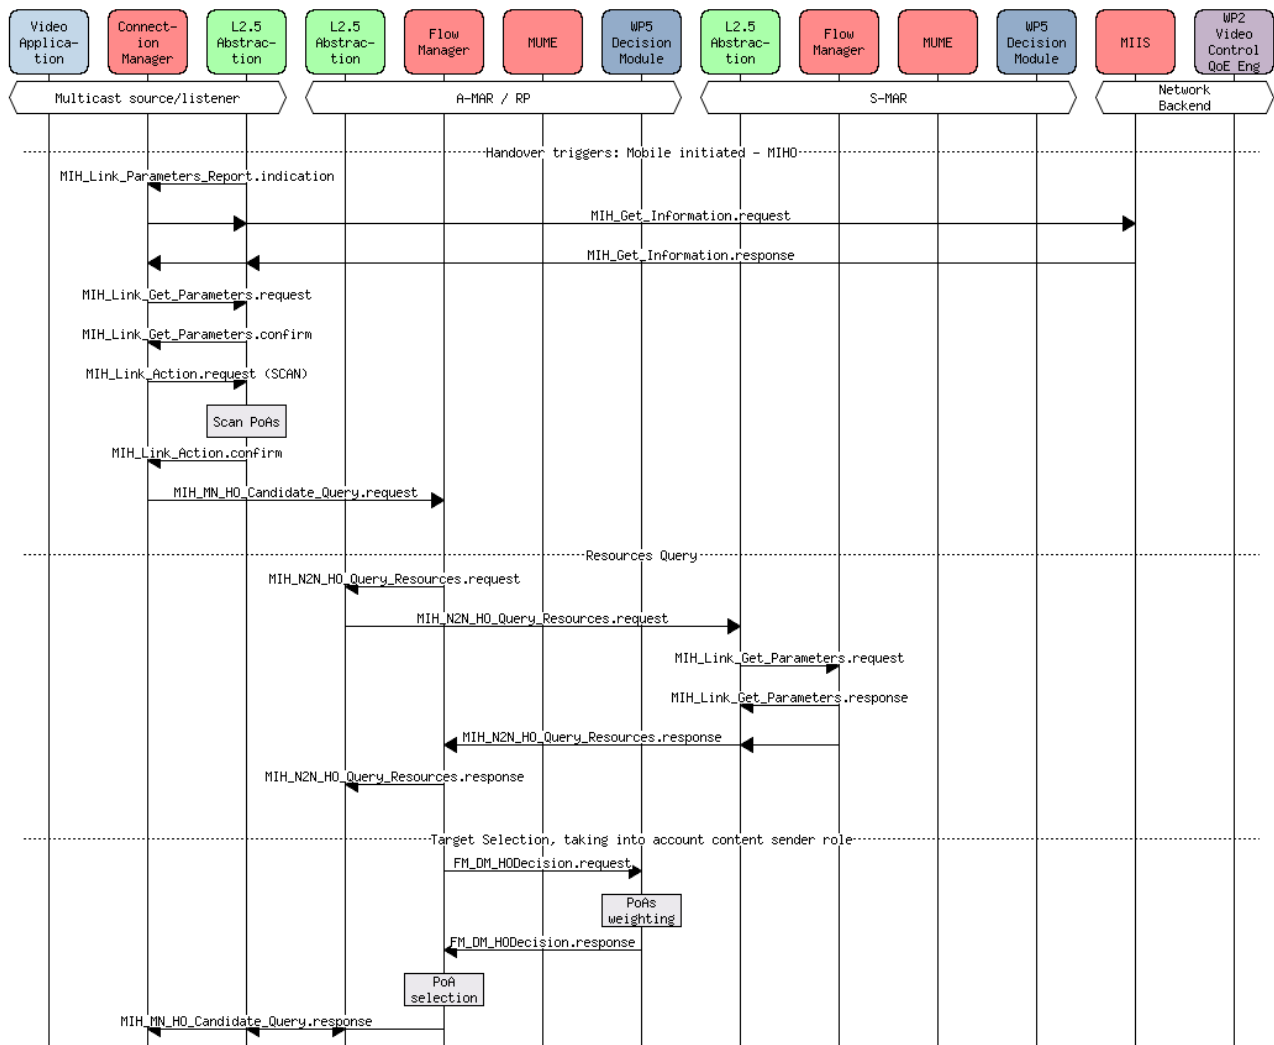 Video
Applica-
tion
Connect-
ion
Manager
L2.5
Abstrac-
tion
L2.5
Abstrac-
tion
Flow
Manager
MUME
WP5
Decision
Module
L2.5
Abstrac-
tion
Flow
Manager
MUME
WP5
Decision
Module
MIIS
WP2
Video
Control
QoE Eng
Multicast source/listener
A-MAR / RP
S-MAR
Network
Backend
Handover triggers: Mobile initiated - MIHO
MIH_Link_Parameters_Report.indication
MIH_Get_Information.request
MIH_Get_Information.response
MIH_Link_Get_Parameters.request
MIH_Link_Get_Parameters.confirm
MIH_Link_Action.request (SCAN)
Scan PoAs
MIH_Link_Action.confirm
MIH_MN_HO_Candidate_Query.request
Resources Query
MIH_N2N_HO_Query_Resources.request
MIH_N2N_HO_Query_Resources.request
MIH_Link_Get_Parameters.request
MIH_Link_Get_Parameters.response
MIH_N2N_HO_Query_Resources.response
MIH_N2N_HO_Query_Resources.response
Target Selection, taking into account content sender role
FM_DM_HODecision.request
PoAs
weighting
FM_DM_HODecision.response
PoA
selection
MIH_MN_HO_Candidate_Query.response